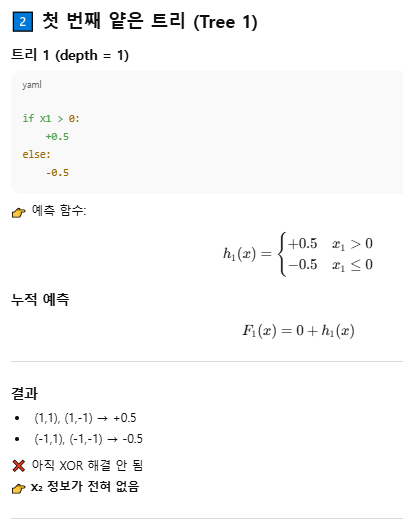 2 첫 번째 얕은 트리 (Tree 1)
트리 1 (depth = 1)
yaml
if x1 > 0:
+0.5
else:
-0.5
👉 예측 함수:
h₁(x) = { +0.5 x₁ > 0
−0.5 x₁ ≤ 0
누적 예측
F₁(x) = 0 + h₁(x)
결과
• (1,1), (1,-1) → +0.5
• (-1,1), (-1,-1) → -0.5
❌ 아직 XOR 해결 안 됨
👉 x₂ 정보가 전혀 없음